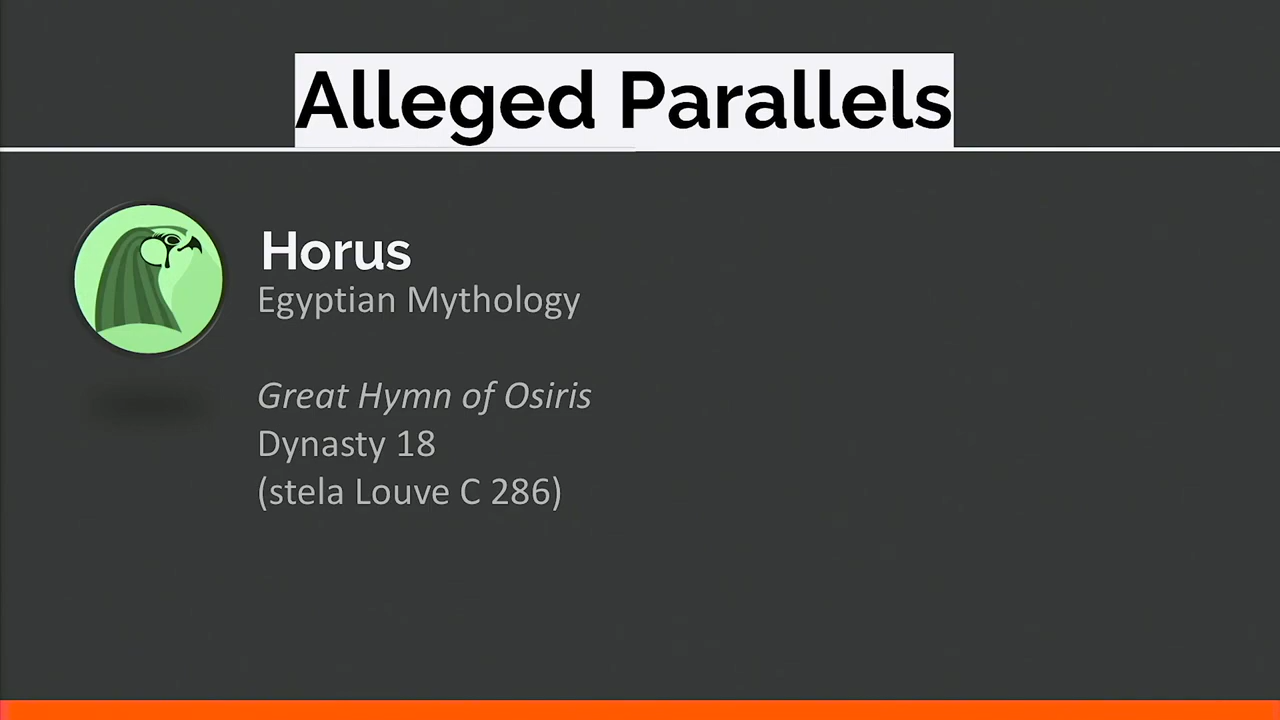 Alleged Parallels
Horus
Egyptian Mythology
Great Hymn of Osiris
Dynasty 18
(stela Louve C 286)